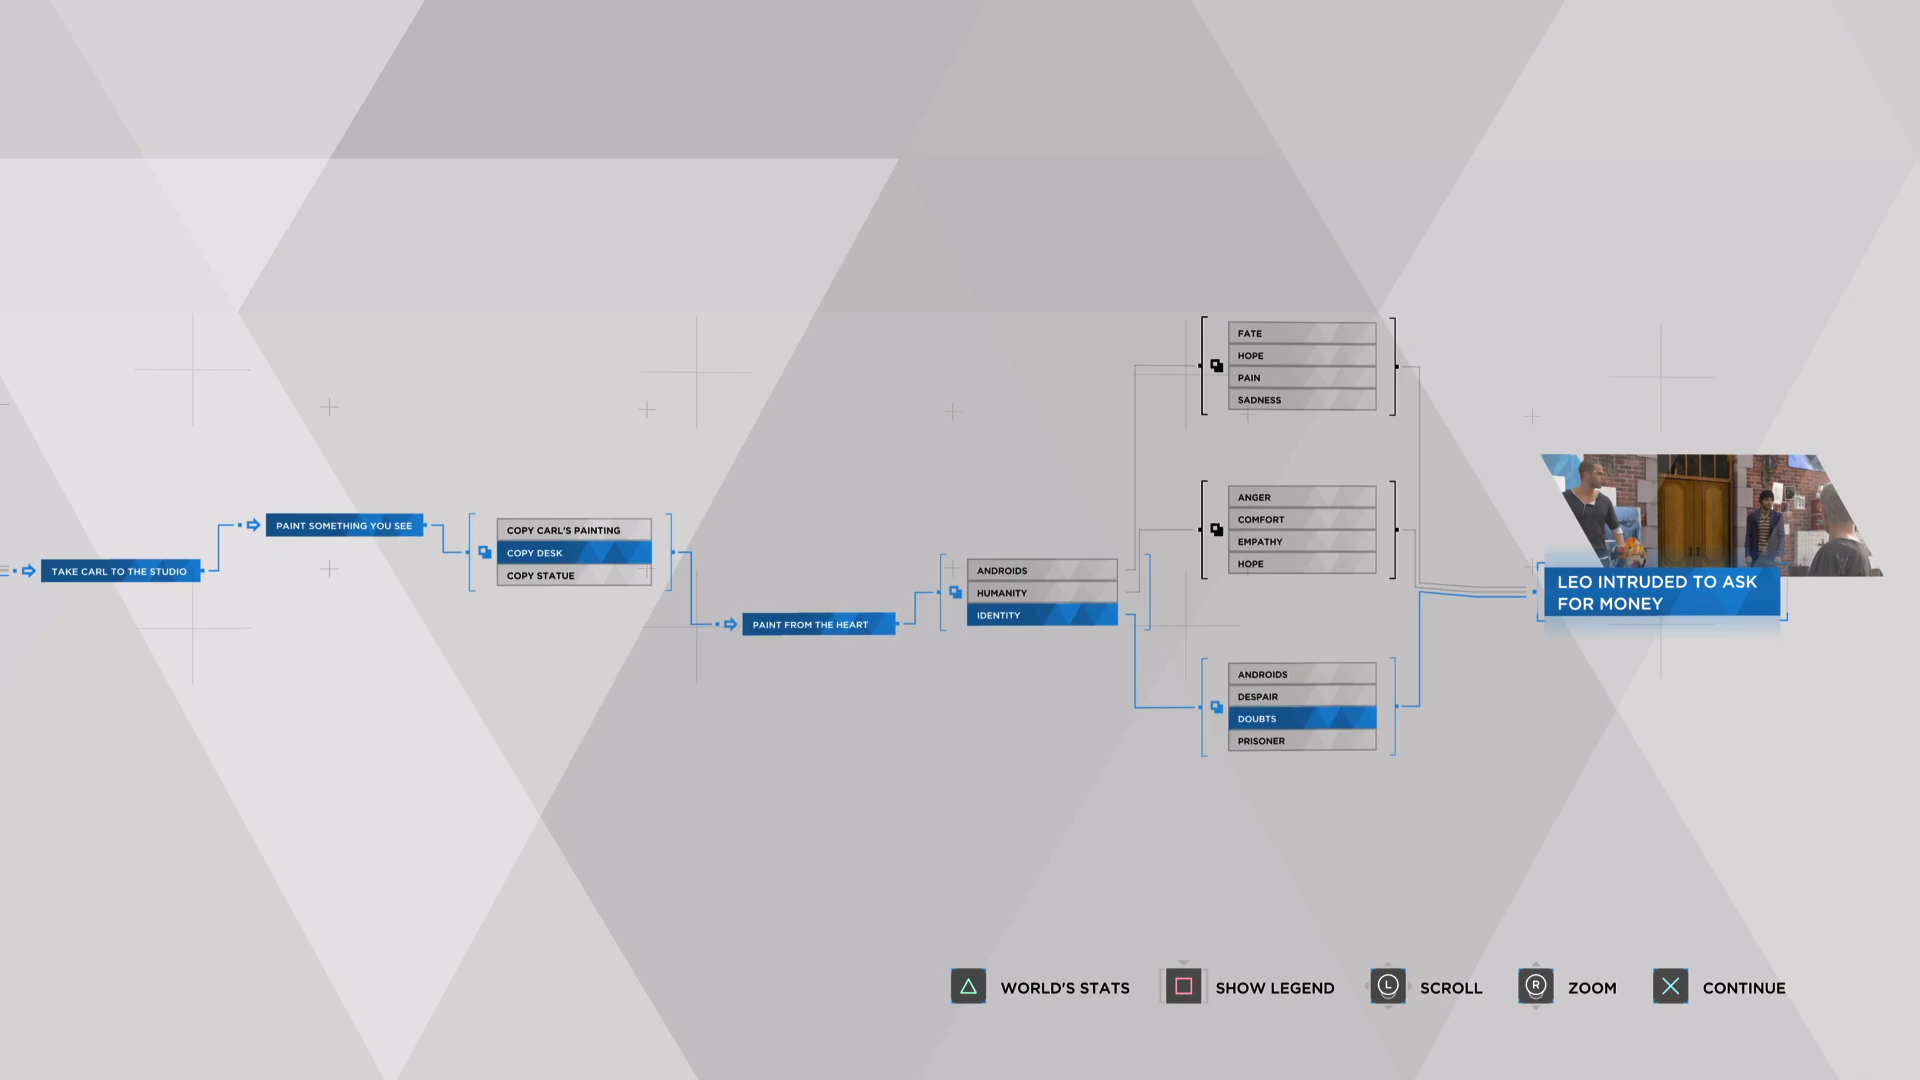 TAKE CARL TO THE STUDIO
PAINT SOMETHING YOU SEE
COPY CARL'S PAINTING
COPY DESK
COPY STATUE
PAINT FROM THE HEART
ANDROIDS
HUMANITY
IDENTITY
FATE
HOPE
PAIN
SADNESS
ANGER
COMFORT
EMPATHY
HOPE
ANDROIDS
DESPAIR
DOUBTS
PRISONER
LEO INTRUDED TO ASK
FOR MONEY
WORLD'S STATS
SHOW LEGEND
L SCROLL
R ZOOM
CONTINUE